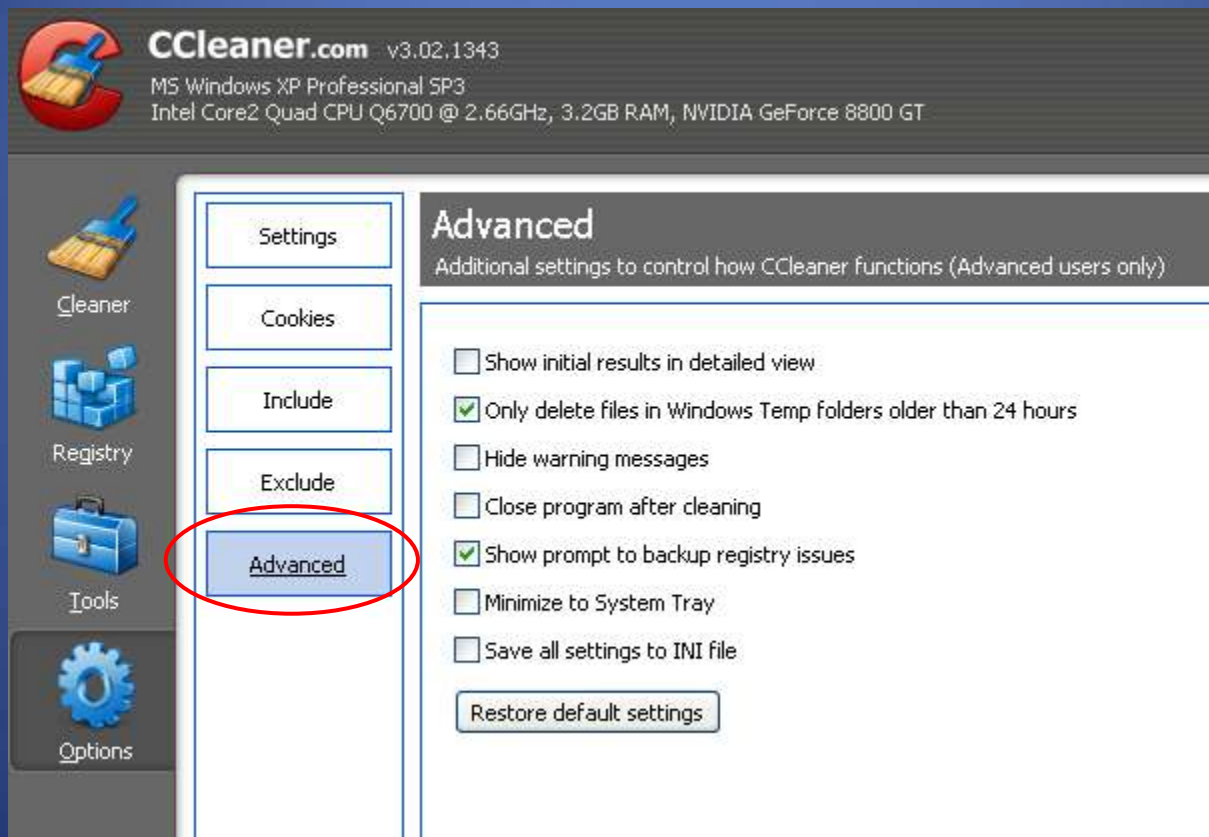 CCleaner.com v3.02.1343
MS Windows XP Professional SP3
Intel Core2 Quad CPU Q6700 @ 2.66GHz, 3.2GB RAM, NVIDIA GeForce 8800 GT
Cleaner
Registry
Tools
Options
Settings
Cookies
Include
Exclude
Advanced
Advanced
Additional settings to control how CCleaner functions (Advanced users only)
Show initial results in detailed view
Only delete files in Windows Temp folders older than 24 hours
Hide warning messages
Close program after cleaning
Show prompt to backup registry issues
Minimize to System Tray
Save all settings to INI file
Restore default settings